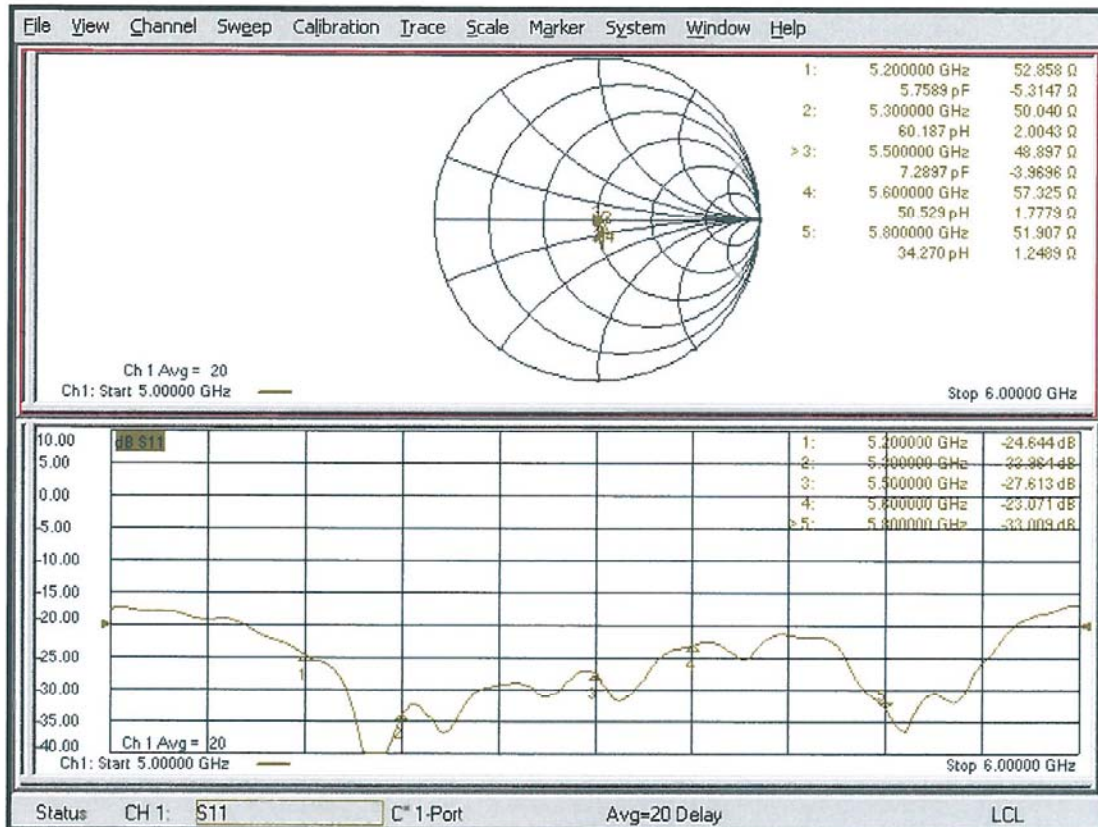 File View Channel Sweep Calibration Trace Scale Marker System Window Help
1: 5.200000 GHz 52.858 Ω
5.7589 pF -5.3147 Ω
2: 5.300000 GHz 50.040 Ω
60.187 pH 2.0043 Ω
> 3: 5.500000 GHz 48.897 Ω
7.2897 pF -3.9696 Ω
4: 5.600000 GHz 57.325 Ω
50.529 pH 1.7779 Ω
5: 5.800000 GHz 51.907 Ω
34.270 pH 1.2489 Ω
Ch 1 Avg = 20
Ch1: Start 5.00000 GHz
Stop 6.00000 GHz
dB S11
10.00
5.00
0.00
-5.00
-10.00
-15.00
-20.00
-25.00
-30.00
-35.00
-40.00
1: 5.200000 GHz -24.644 dB
2: 5.300000 GHz -33.964 dB
3: 5.500000 GHz -27.613 dB
4: 5.600000 GHz -23.071 dB
> 5: 5.800000 GHz -33.009 dB
1
2
3
4
Ch 1 Avg = 20
Ch1: Start 5.00000 GHz
Stop 6.00000 GHz
Status CH 1: S11 C* 1-Port Avg=20 Delay LCL